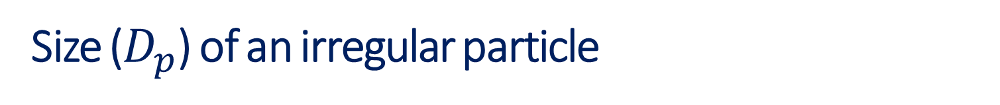 Size (𝐷𝑝) of an irregular particle